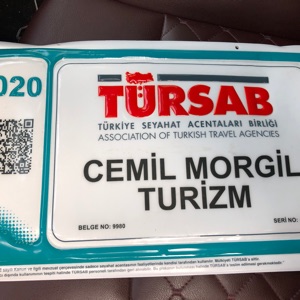 2020
TÜRSAB
TÜRKİYE SEYAHAT ACENTALARI BİRLİĞİ
ASSOCIATION OF TURKISH TRAVEL AGENCIES
CEMİL MORGİL
TURİZM
BELGE NO: 9900
SERİ NO: